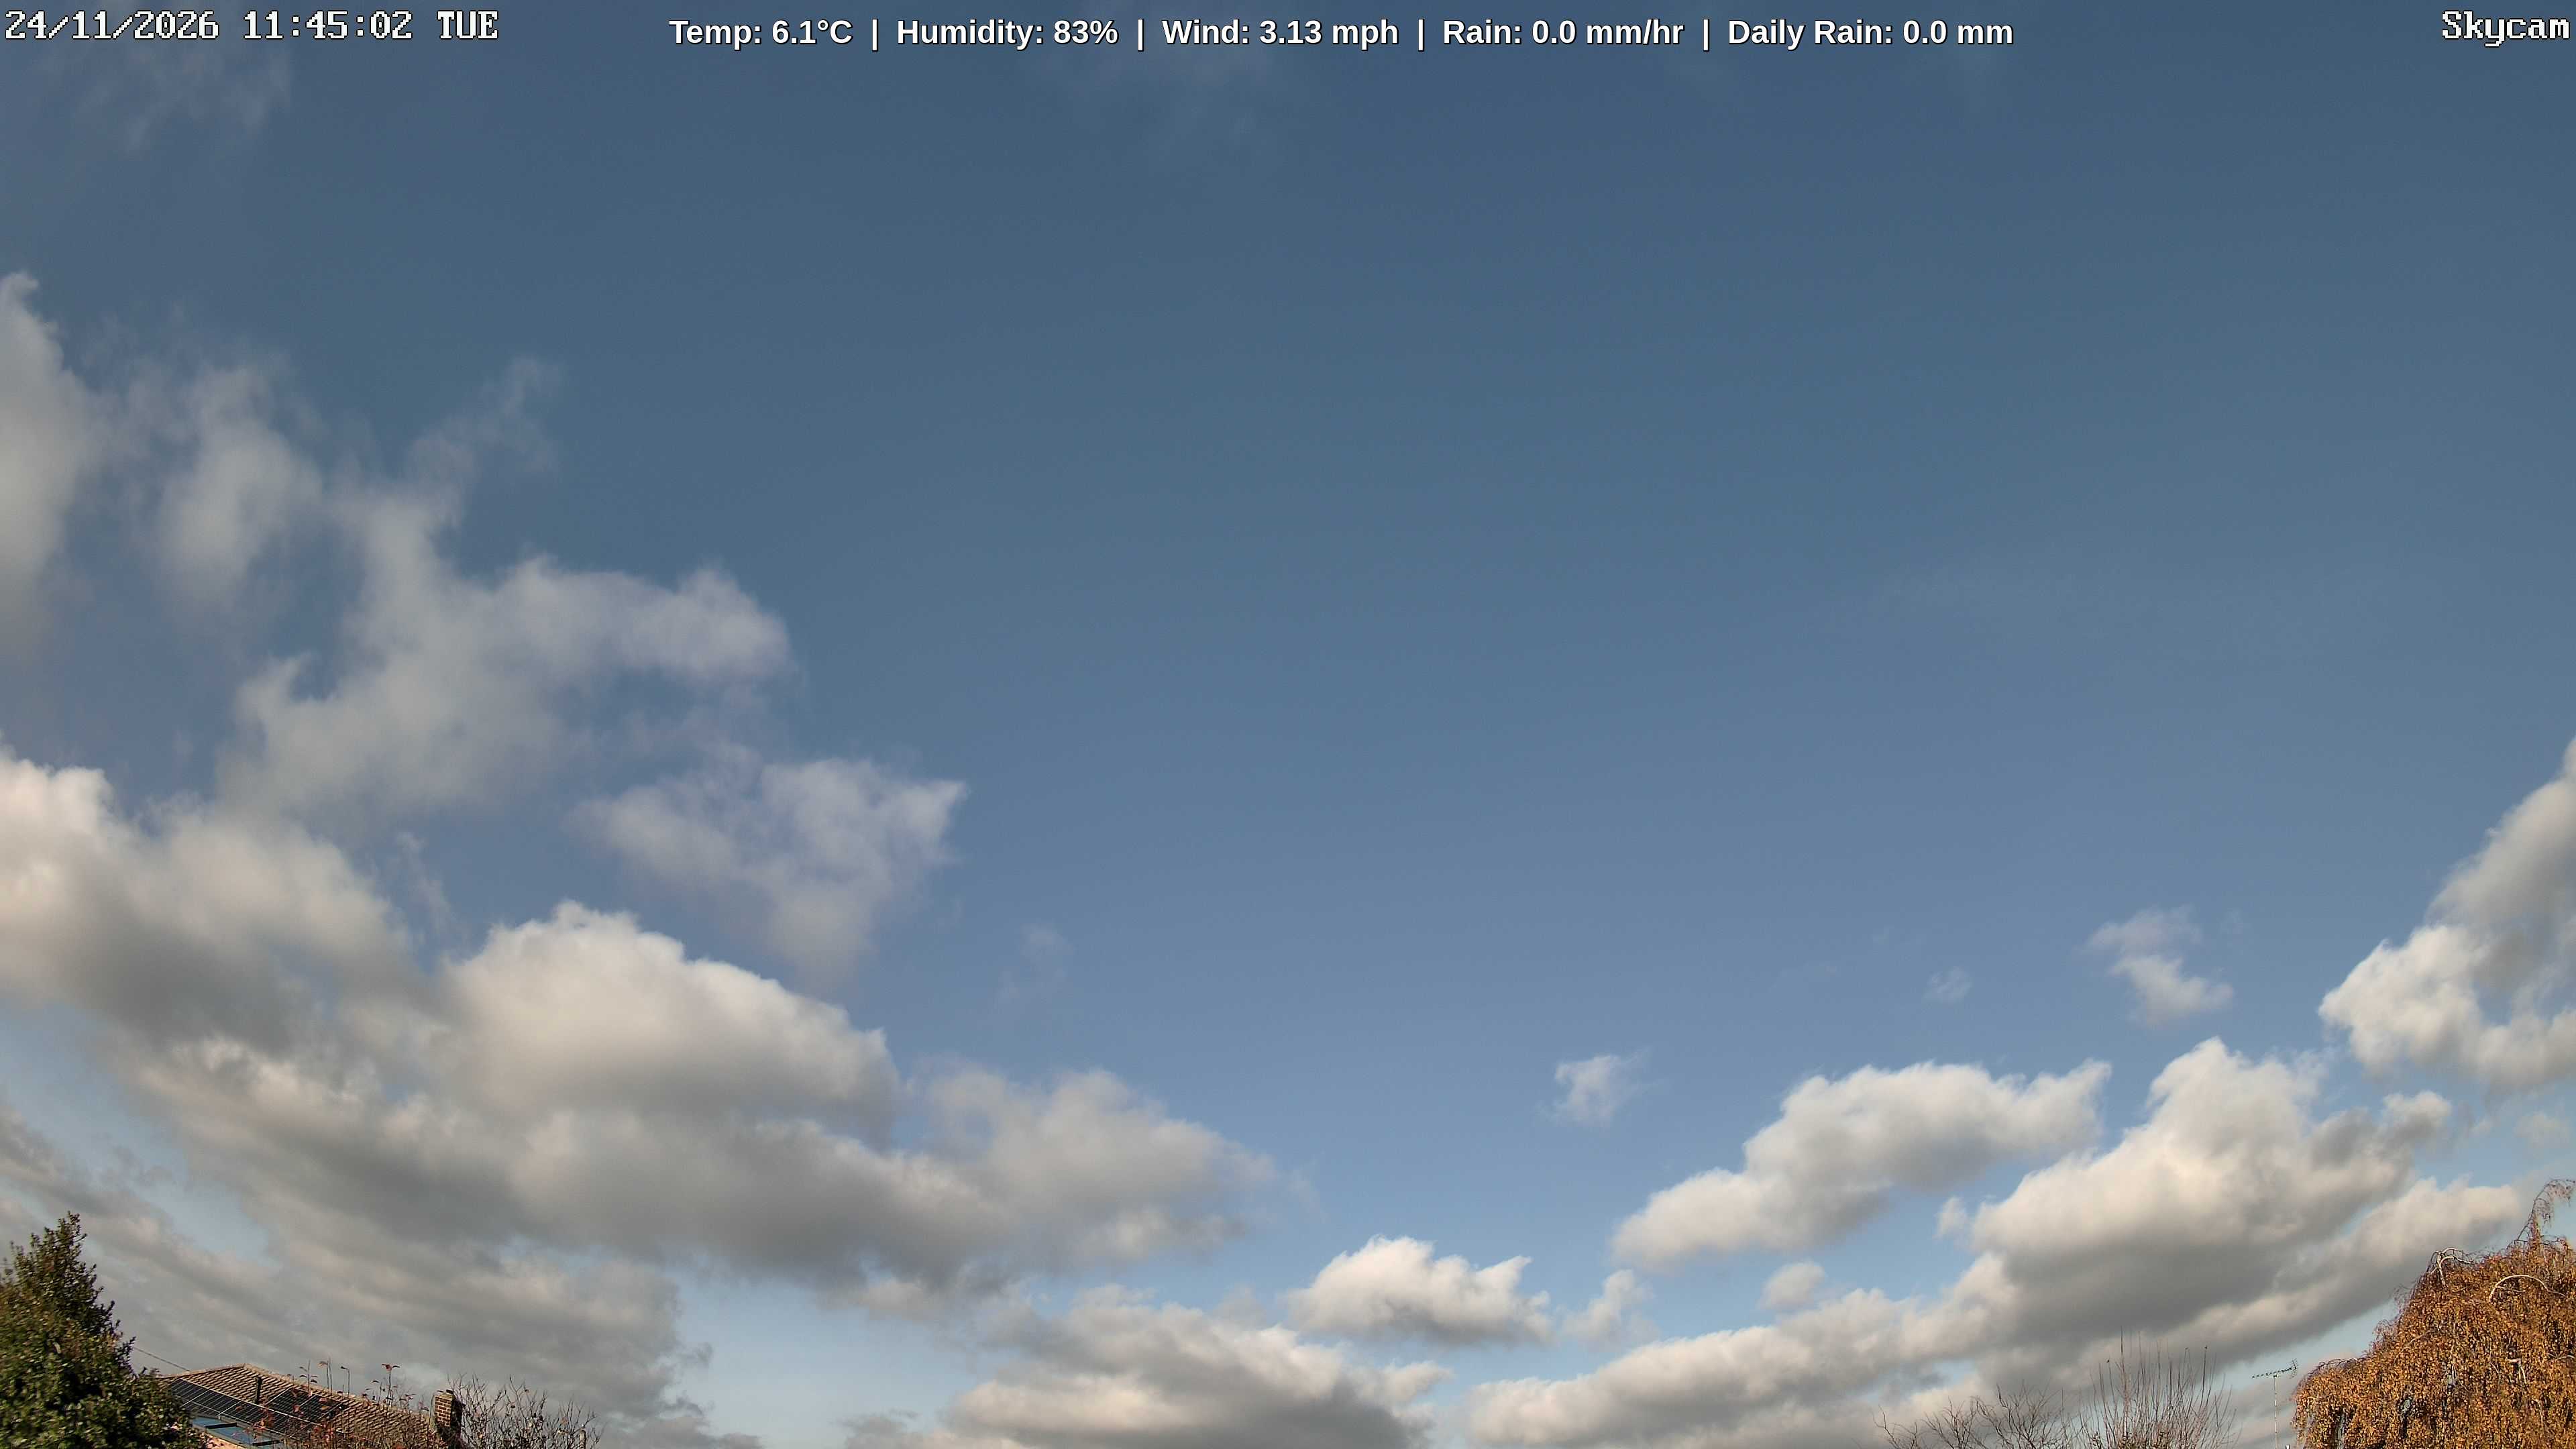 24/11/2026 11:45:02 TUE
Temp: 6.1°C | Humidity: 83% | Wind: 3.13 mph | Rain: 0.0 mm/hr | Daily Rain: 0.0 mm
Skycam